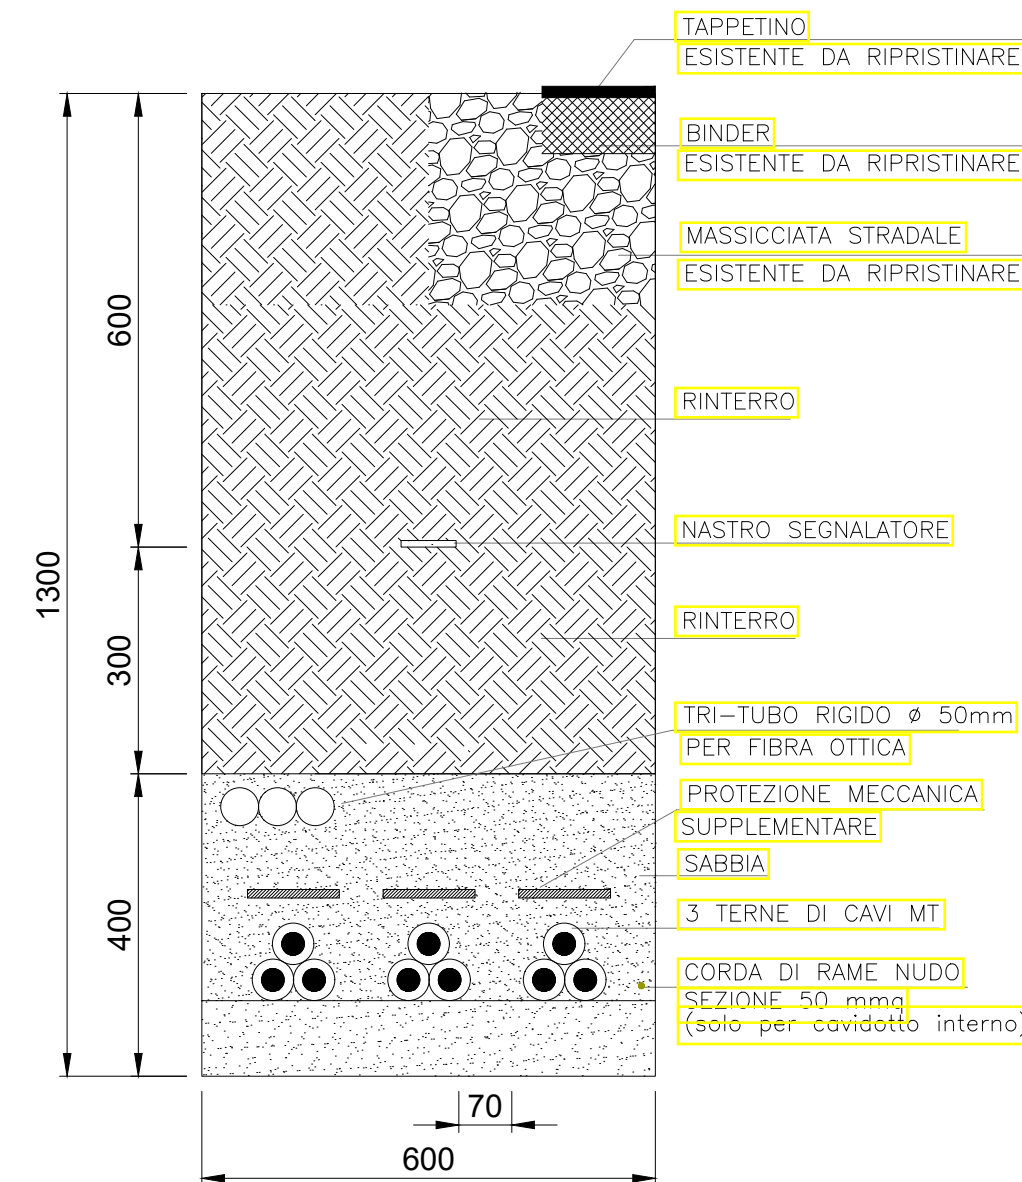 TAPPETINO
ESISTENTE DA RIPRISTINARE
BINDER
ESISTENTE DA RIPRISTINARE
MASSICCIATA STRADALE
ESISTENTE DA RIPRISTINARE
600
RINTERRO
NASTRO SEGNALATORE
1300
RINTERRO
300
TRI-TUBO RIGIDO Ø 50mm
PER FIBRA OTTICA
PROTEZIONE MECCANICA
SUPPLEMENTARE
SABBIA
400
3 TERNE DI CAVI MT
CORDA DI RAME NUDO
SEZIONE 50 mmq
(solo per cavidotto interno)
70
600